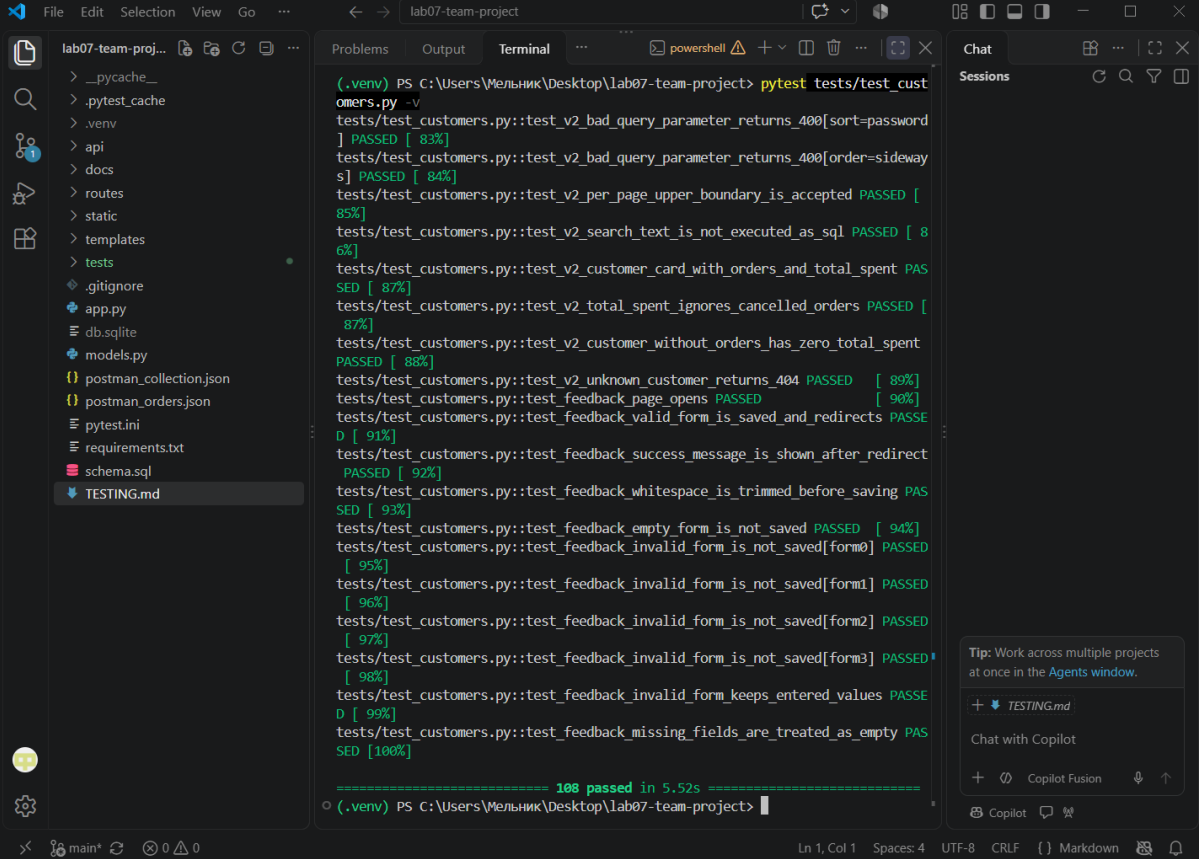 File Edit Selection View Go ··· lab07-team-project
lab07-team-proj...
__pycache__
.pytest_cache
.venv
api
docs
routes
static
templates
tests
.gitignore
app.py
db.sqlite
models.py
postman_collection.json
postman_orders.json
pytest.ini
requirements.txt
schema.sql
TESTING.md
1
Problems Output Terminal ··· powershell
(.venv) PS C:\Users\Мельник\Desktop\lab07-team-project> pytest tests/test_cust
omers.py -v
tests/test_customers.py::test_v2_bad_query_parameter_returns_400[sort=password
] PASSED [ 83%]
tests/test_customers.py::test_v2_bad_query_parameter_returns_400[order=sideway
s] PASSED [ 84%]
tests/test_customers.py::test_v2_per_page_upper_boundary_is_accepted PASSED [
85%]
tests/test_customers.py::test_v2_search_text_is_not_executed_as_sql PASSED [ 8
6%]
tests/test_customers.py::test_v2_customer_card_with_orders_and_total_spent PAS
SED [ 87%]
tests/test_customers.py::test_v2_total_spent_ignores_cancelled_orders PASSED [
87%]
tests/test_customers.py::test_v2_customer_without_orders_has_zero_total_spent
PASSED [ 88%]
tests/test_customers.py::test_v2_unknown_customer_returns_404 PASSED [ 89%]
tests/test_customers.py::test_feedback_page_opens PASSED [ 90%]
tests/test_customers.py::test_feedback_valid_form_is_saved_and_redirects PASSE
D [ 91%]
tests/test_customers.py::test_feedback_success_message_is_shown_after_redirect
PASSED [ 92%]
tests/test_customers.py::test_feedback_whitespace_is_trimmed_before_saving PAS
SED [ 93%]
tests/test_customers.py::test_feedback_empty_form_is_not_saved PASSED [ 94%]
tests/test_customers.py::test_feedback_invalid_form_is_not_saved[form0] PASSED
[ 95%]
tests/test_customers.py::test_feedback_invalid_form_is_not_saved[form1] PASSED
[ 96%]
tests/test_customers.py::test_feedback_invalid_form_is_not_saved[form2] PASSED
[ 97%]
tests/test_customers.py::test_feedback_invalid_form_is_not_saved[form3] PASSED
[ 98%]
tests/test_customers.py::test_feedback_invalid_form_keeps_entered_values PASSE
D [ 99%]
tests/test_customers.py::test_feedback_missing_fields_are_treated_as_empty PAS
SED [100%]
=========================== 108 passed in 5.52s ===========================
(.venv) PS C:\Users\Мельник\Desktop\lab07-team-project>
Chat
Sessions
Tip: Work across multiple projects
at once in the Agents window.
TESTING.md
Chat with Copilot
Copilot Fusion
Copilot
main* 0 0 Ln 1, Col 1 Spaces: 4 UTF-8 CRLF { } Markdown